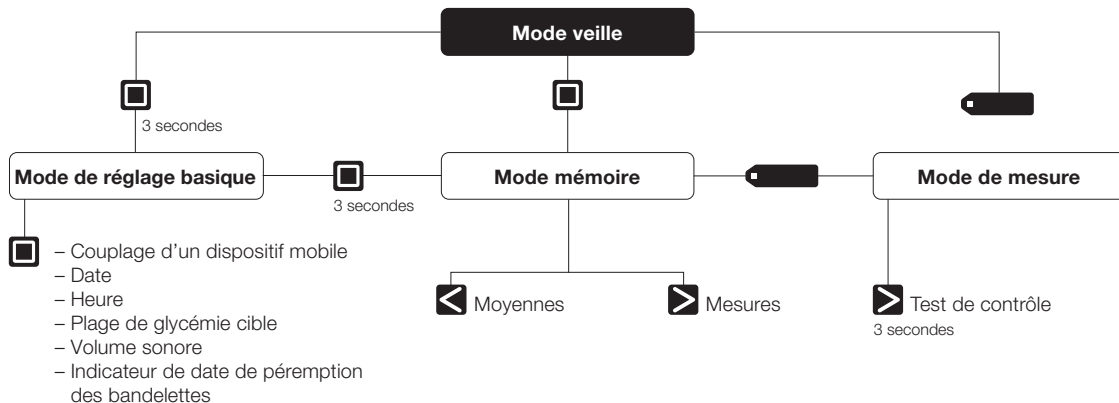 Mode veille
3 secondes
Mode de réglage basique
3 secondes
Mode mémoire
Mode de mesure
– Couplage d'un dispositif mobile
– Date
– Heure
– Plage de glycémie cible
– Volume sonore
– Indicateur de date de péremption
des bandelettes
< Moyennes
> Mesures
> Test de contrôle
3 secondes